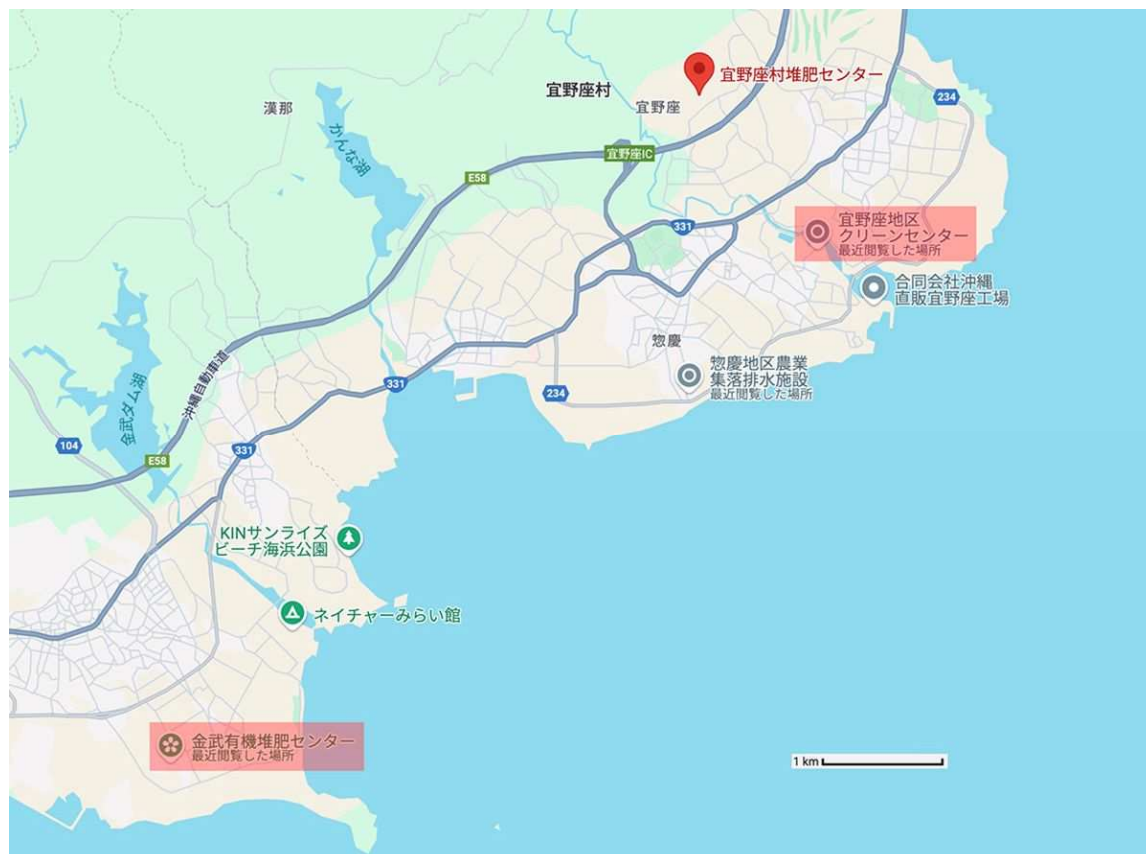 宜野座村堆肥センター
宜野座村
宜野座
漢那
かんな湖
234
宜野座IC
E58
331
宜野座地区
クリーンセンター
最近閲覧した場所
合同会社沖縄
直販宜野座工場
惣慶
惣慶地区農業
集落排水施設
最近閲覧した場所
234
331
沖縄自動車道
金武ダム湖
104
331
E58
KINサンライズ
ビーチ海浜公園
ネイチャーみらい館
金武有機堆肥センター
最近閲覧した場所
1 km